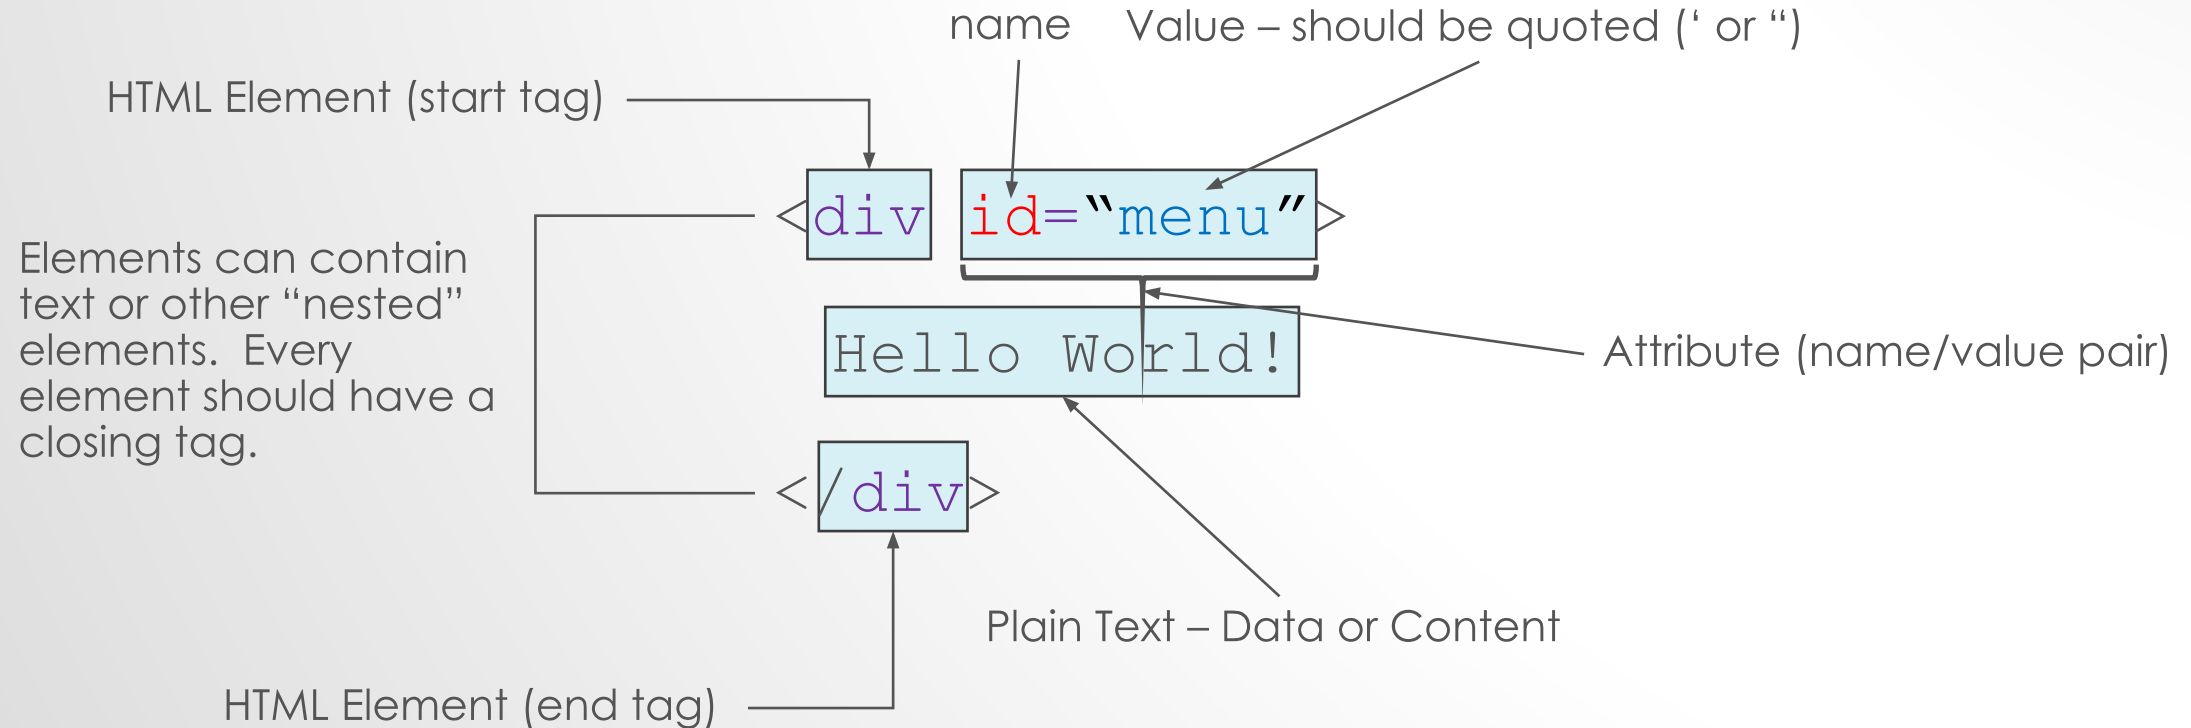 name Value – should be quoted (‘ or “)
HTML Element (start tag)
<div id=“menu”>
Elements can contain
text or other “nested”
elements.  Every
element should have a
closing tag.
Hello World!
Attribute (name/value pair)
</div>
Plain Text – Data or Content
HTML Element (end tag)